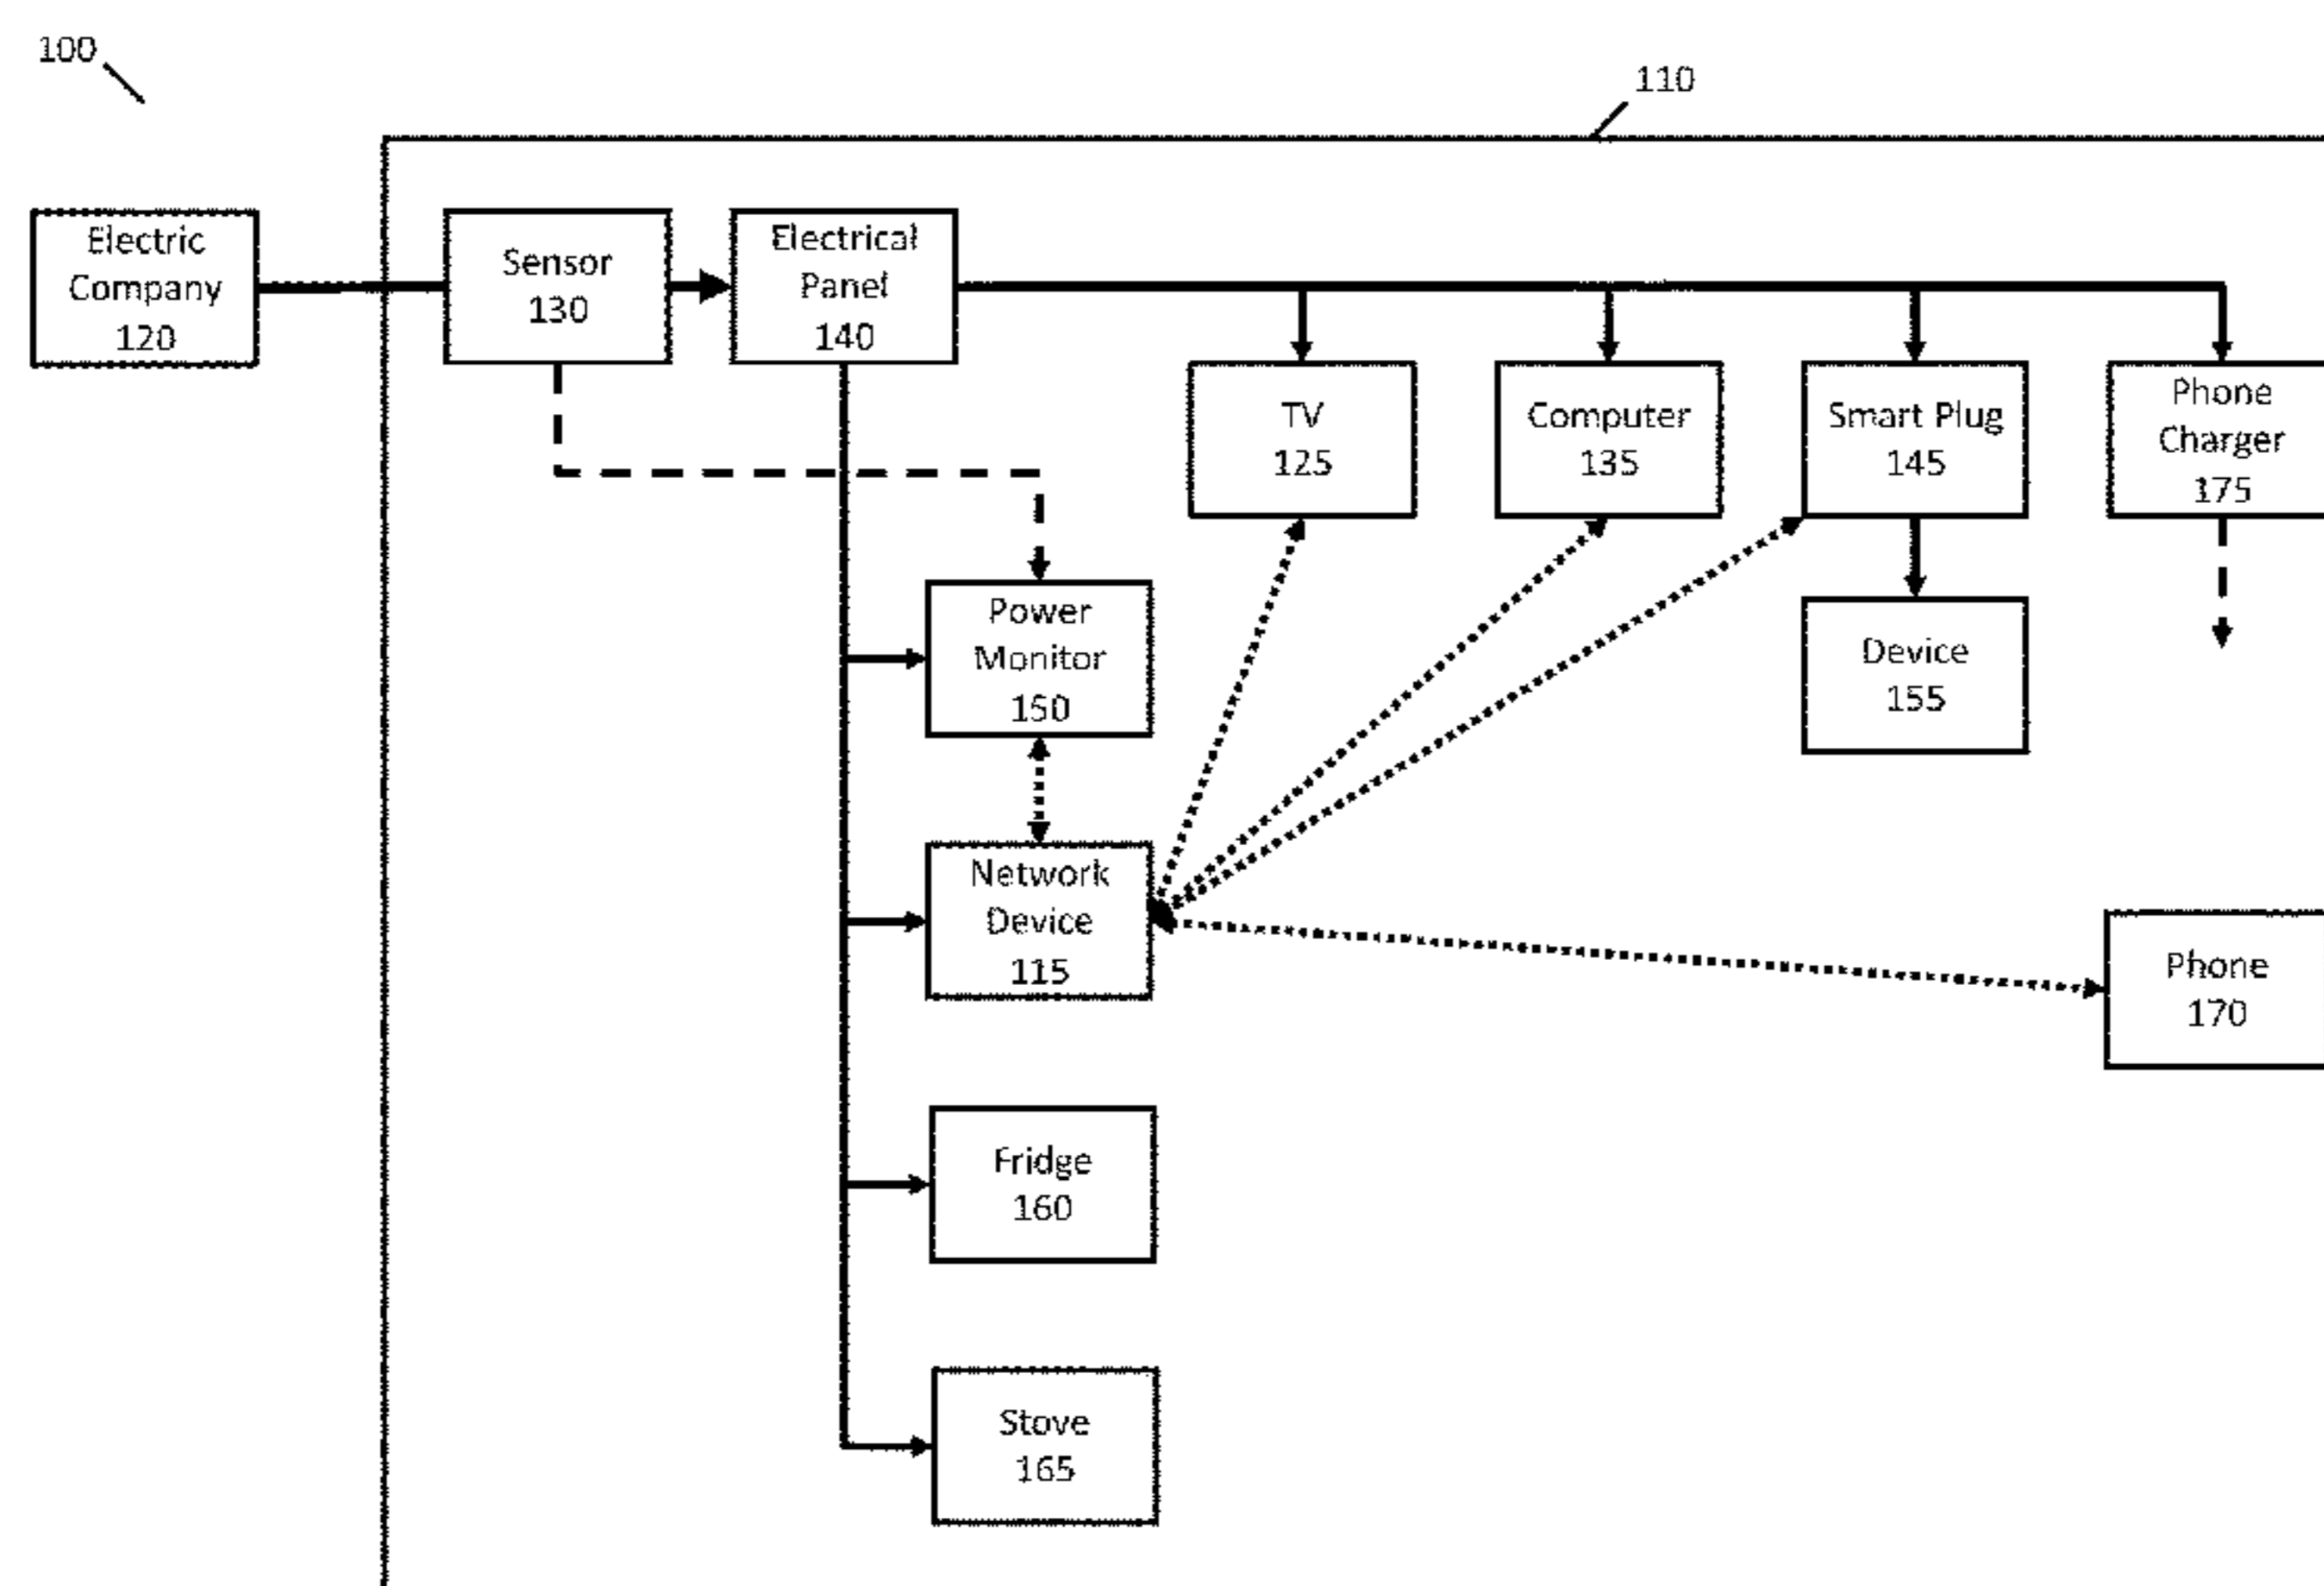 100
110
Electric
Company
120
Sensor
130
Electrical
Panel
140
TV
125
Computer
135
Smart Plug
145
Phone
Charger
175
Power
Monitor
150
Device
155
Network
Device
115
Phone
170
Fridge
160
Stove
165